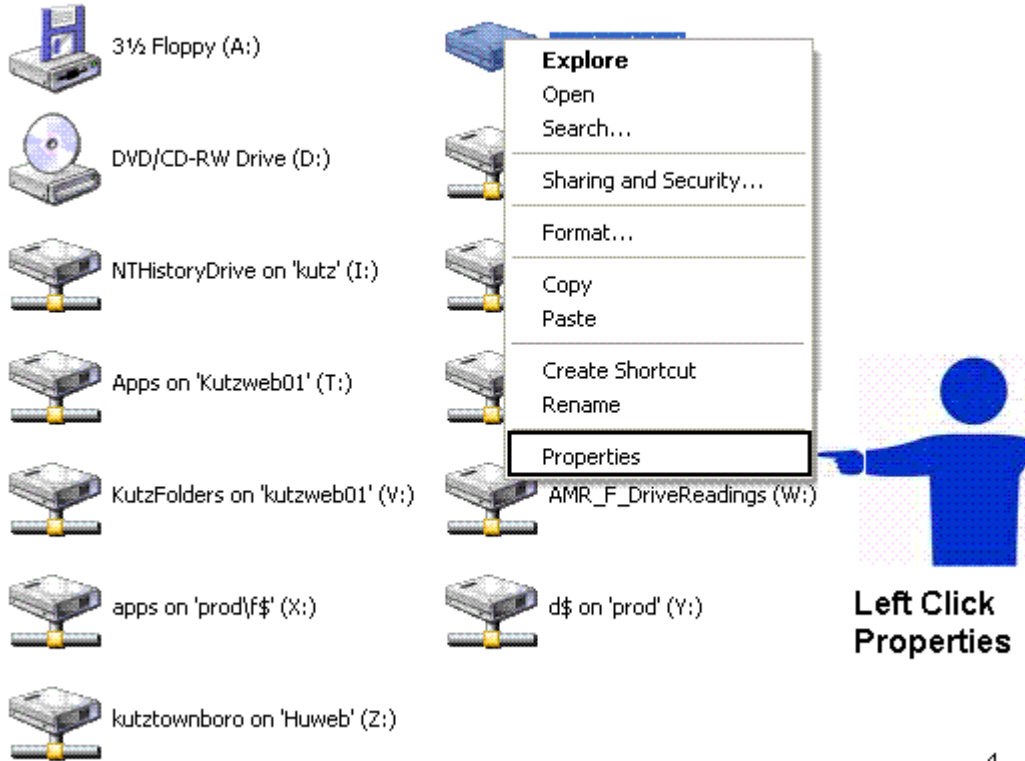 3½ Floppy (A:)
DVD/CD-RW Drive (D:)
NTHistoryDrive on 'kutz' (I:)
Apps on 'Kutzweb01' (T:)
KutzFolders on 'kutzweb01' (V:)
apps on 'prod\f$' (X:)
kutztownboro on 'Huweb' (Z:)
Explore
Open
Search...
Sharing and Security...
Format...
Copy
Paste
Create Shortcut
Rename
Properties
AMR_F_DriveReadings (W:)
d$ on 'prod' (Y:)
Left Click
Properties